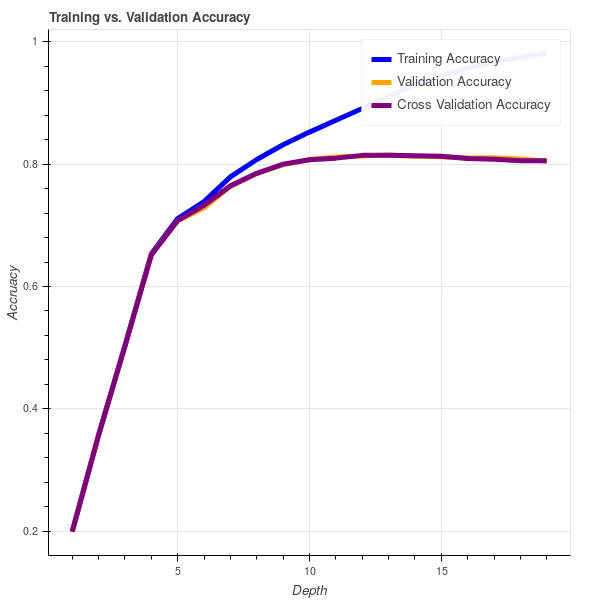 Training vs. Validation Accuracy
Training Accuracy
Validation Accuracy
Cross Validation Accuracy
Accruacy
1
0.8
0.6
0.4
0.2
5
10
15
Depth